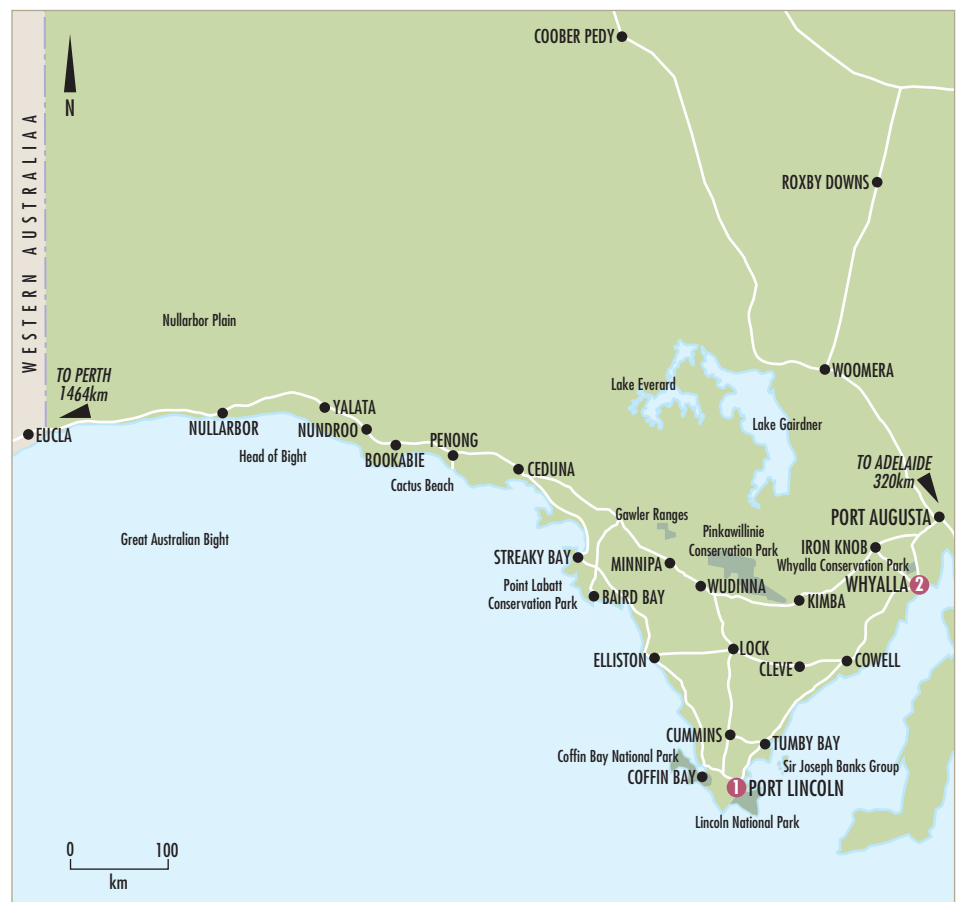 COOBER PEDY
N
WESTERN AUSTRALIAA
ROXBY DOWNS
Nullarbor Plain
TO PERTH
1464km
WOOMERA
Lake Everard
Lake Gairdner
YALATA
NULLARBOR
NUNDROO
EUCLA
PENONG
BOOKABIE
Head of Bight
CEDUNA
Cactus Beach
TO ADELAIDE
320km
Gawler Ranges
PORT AUGUSTA
Great Australian Bight
Pinkawillinie
Conservation Park
IRON KNOB
STREAKY BAY
MINNIPA
Whyalla Conservation Park
Point Labatt
Conservation Park
WUDINNA
WHYALLA 2
BAIRD BAY
KIMBA
LOCK
ELLISTON
CLEVE
COWELL
CUMMINS
TUMBY BAY
Coffin Bay National Park
Sir Joseph Banks Group
COFFIN BAY
1 PORT LINCOLN
Lincoln National Park
0 100
km